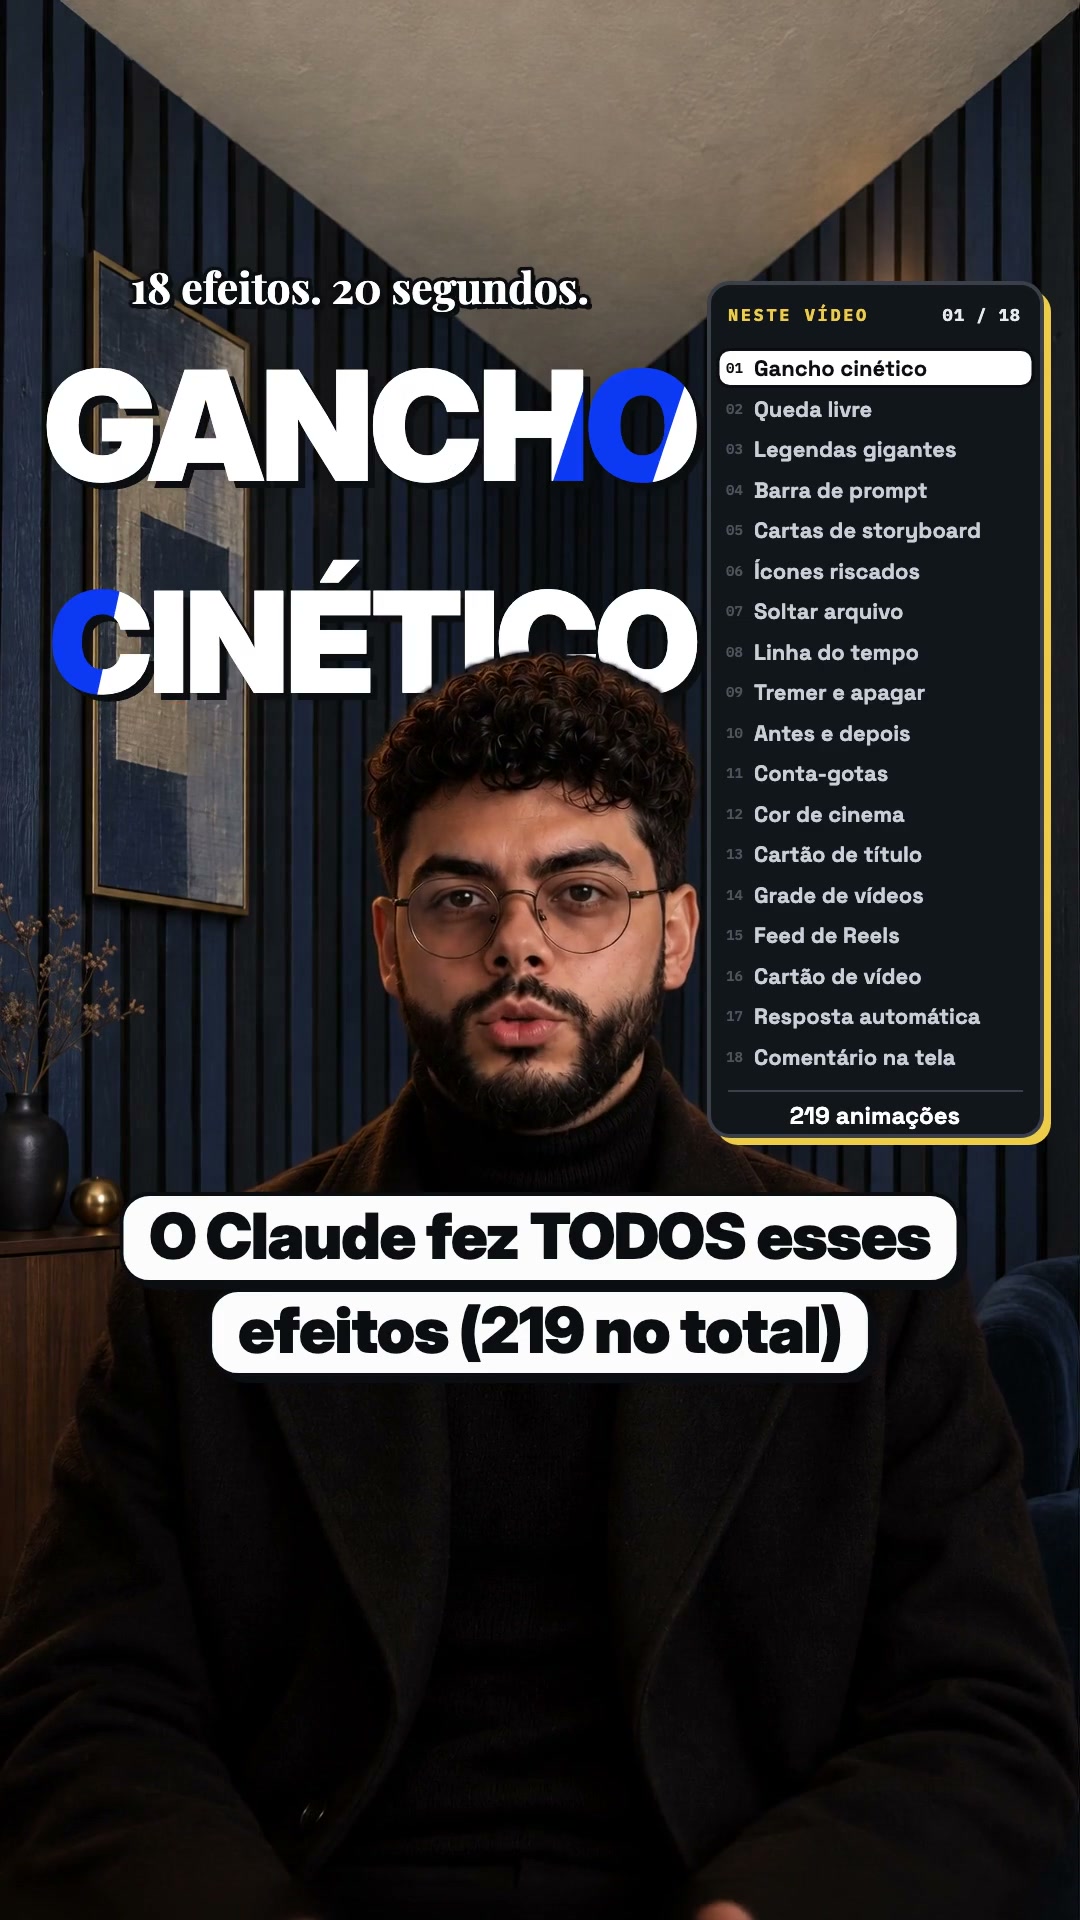 18 efeitos. 20 segundos.
GANCHO
CINÉTICO
NESTE VÍDEO 01 / 18
01 Gancho cinético
02 Queda livre
03 Legendas gigantes
04 Barra de prompt
05 Cartas de storyboard
06 Ícones riscados
07 Soltar arquivo
08 Linha do tempo
09 Tremer e apagar
10 Antes e depois
11 Conta-gotas
12 Cor de cinema
13 Cartão de título
14 Grade de vídeos
15 Feed de Reels
16 Cartão de vídeo
17 Resposta automática
18 Comentário na tela
219 animações
O Claude fez TODOS esses
efeitos (219 no total)